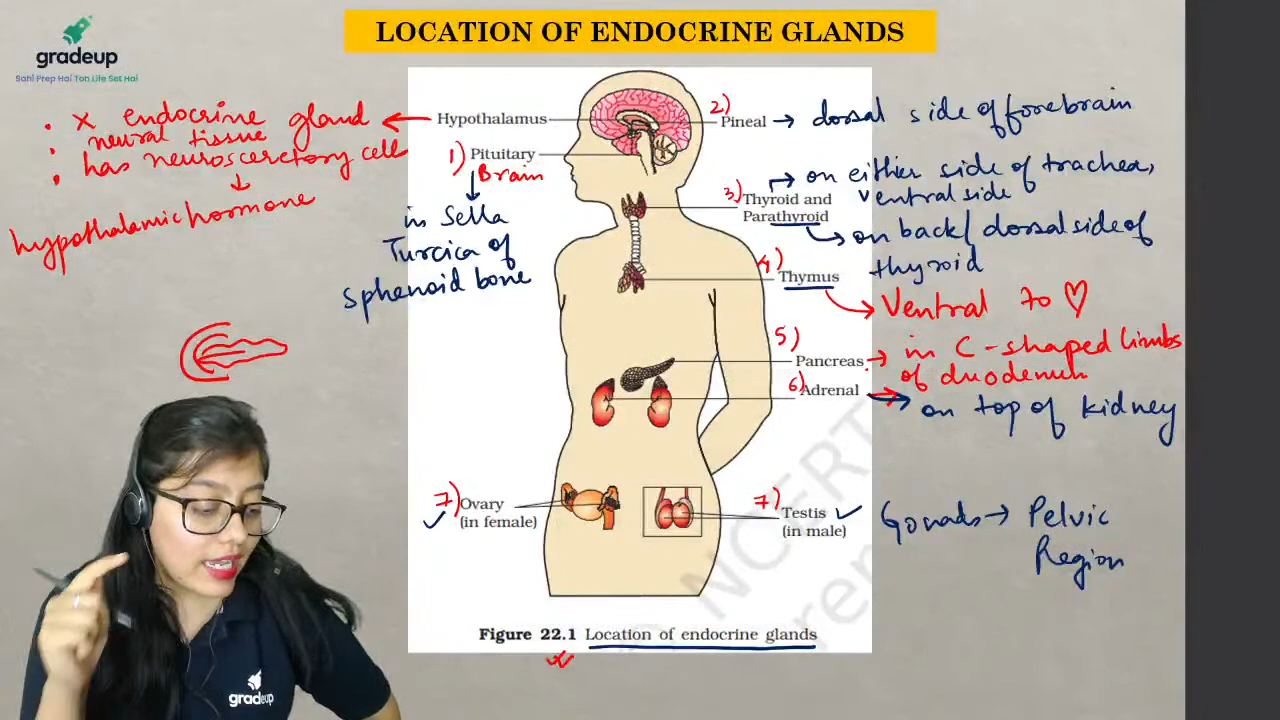 LOCATION OF ENDOCRINE GLANDS
gradeup
Sahi Prep Hai Toh Life Set Hai
• x endocrine gland
• neural tissue
• has neuroscerctory cell
hypothalamic hormone
Hypothalamus
1) Pituitary
Brain
in Sella
Turcica of
sphenoid bone
2) Pineal → dorsal side of forebrain
3) Thyroid and
Parathyroid
on either side of trachea,
ventral side
on back/dorsal side of
thyroid
4) Thymus
Ventral to ♡
5) Pancreas → in C-shaped limbs
of duodenum
6) Adrenal → on top of kidney
7) Ovary
(in female)
7) Testis ✓
(in male)
Gonads → Pelvic
Region
Figure 22.1 Location of endocrine glands
NCERT
gradeup